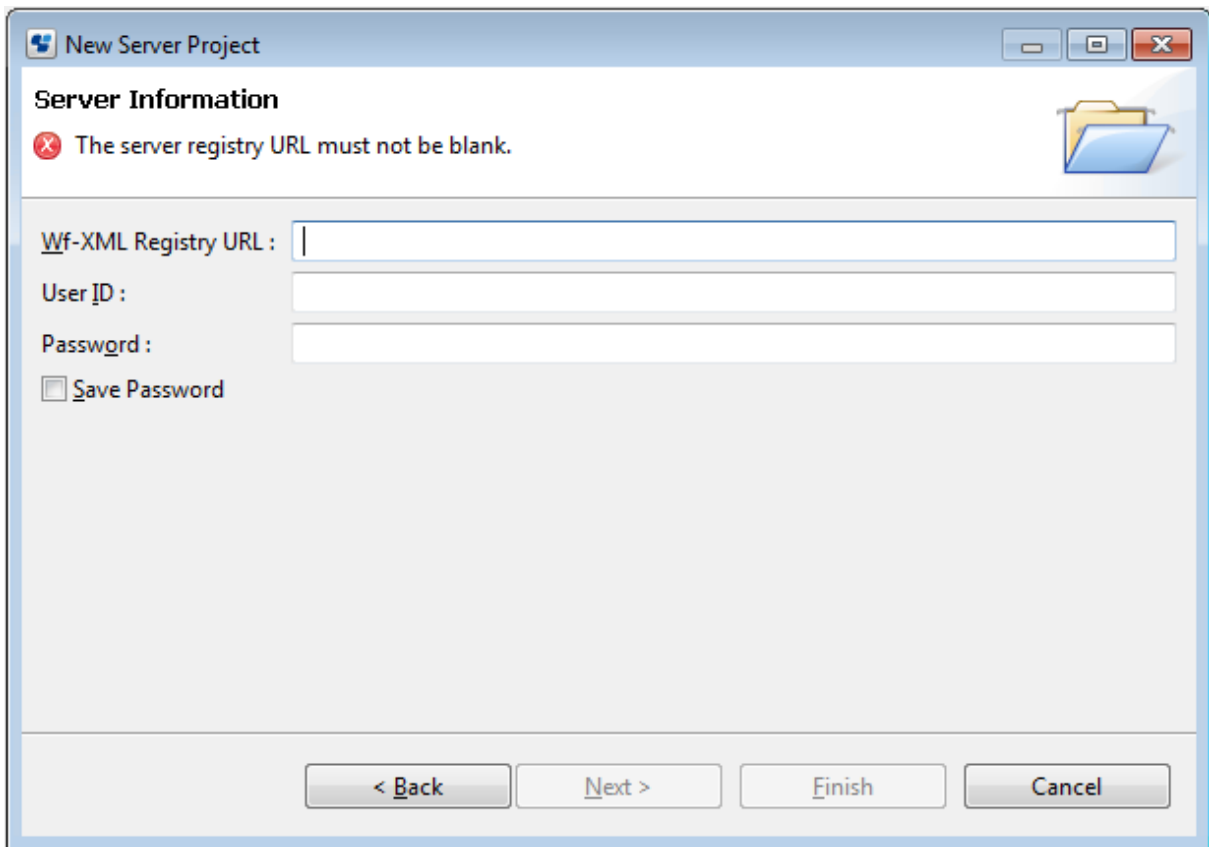 New Server Project
Server Information
The server registry URL must not be blank.
Wf-XML Registry URL :
User ID :
Password :
Save Password
< Back Next > Finish Cancel